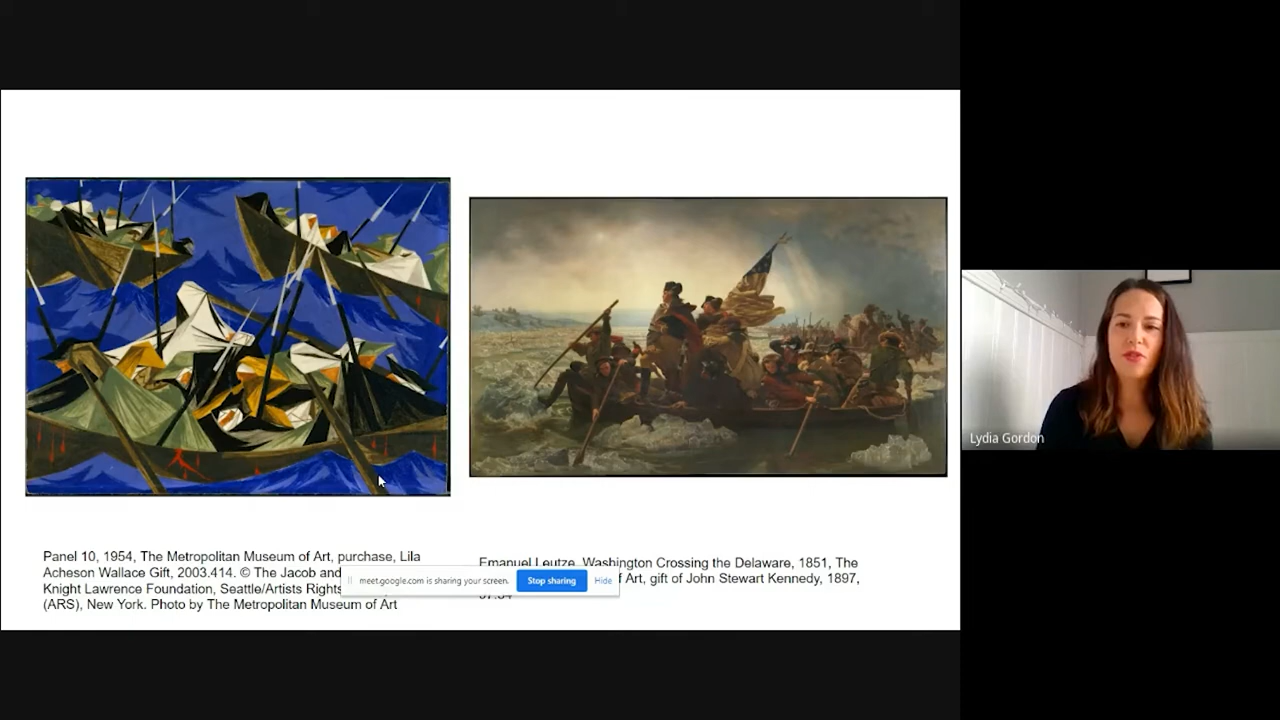 Panel 10, 1954, The Metropolitan Museum of Art, purchase, Lila
Acheson Wallace Gift, 2003.414. © The Jacob and
Knight Lawrence Foundation, Seattle/Artists Rights
(ARS), New York. Photo by The Metropolitan Museum of Art
Emanuel Leutze, Washington Crossing the Delaware, 1851, The
of Art, gift of John Stewart Kennedy, 1897,
meet.google.com is sharing your screen.
Stop sharing
Hide
Lydia Gordon